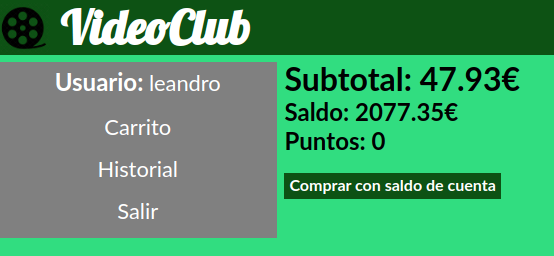 VideoClub
Usuario: leandro
Carrito
Historial
Salir
Subtotal: 47.93€
Saldo: 2077.35€
Puntos: 0
Comprar con saldo de cuenta